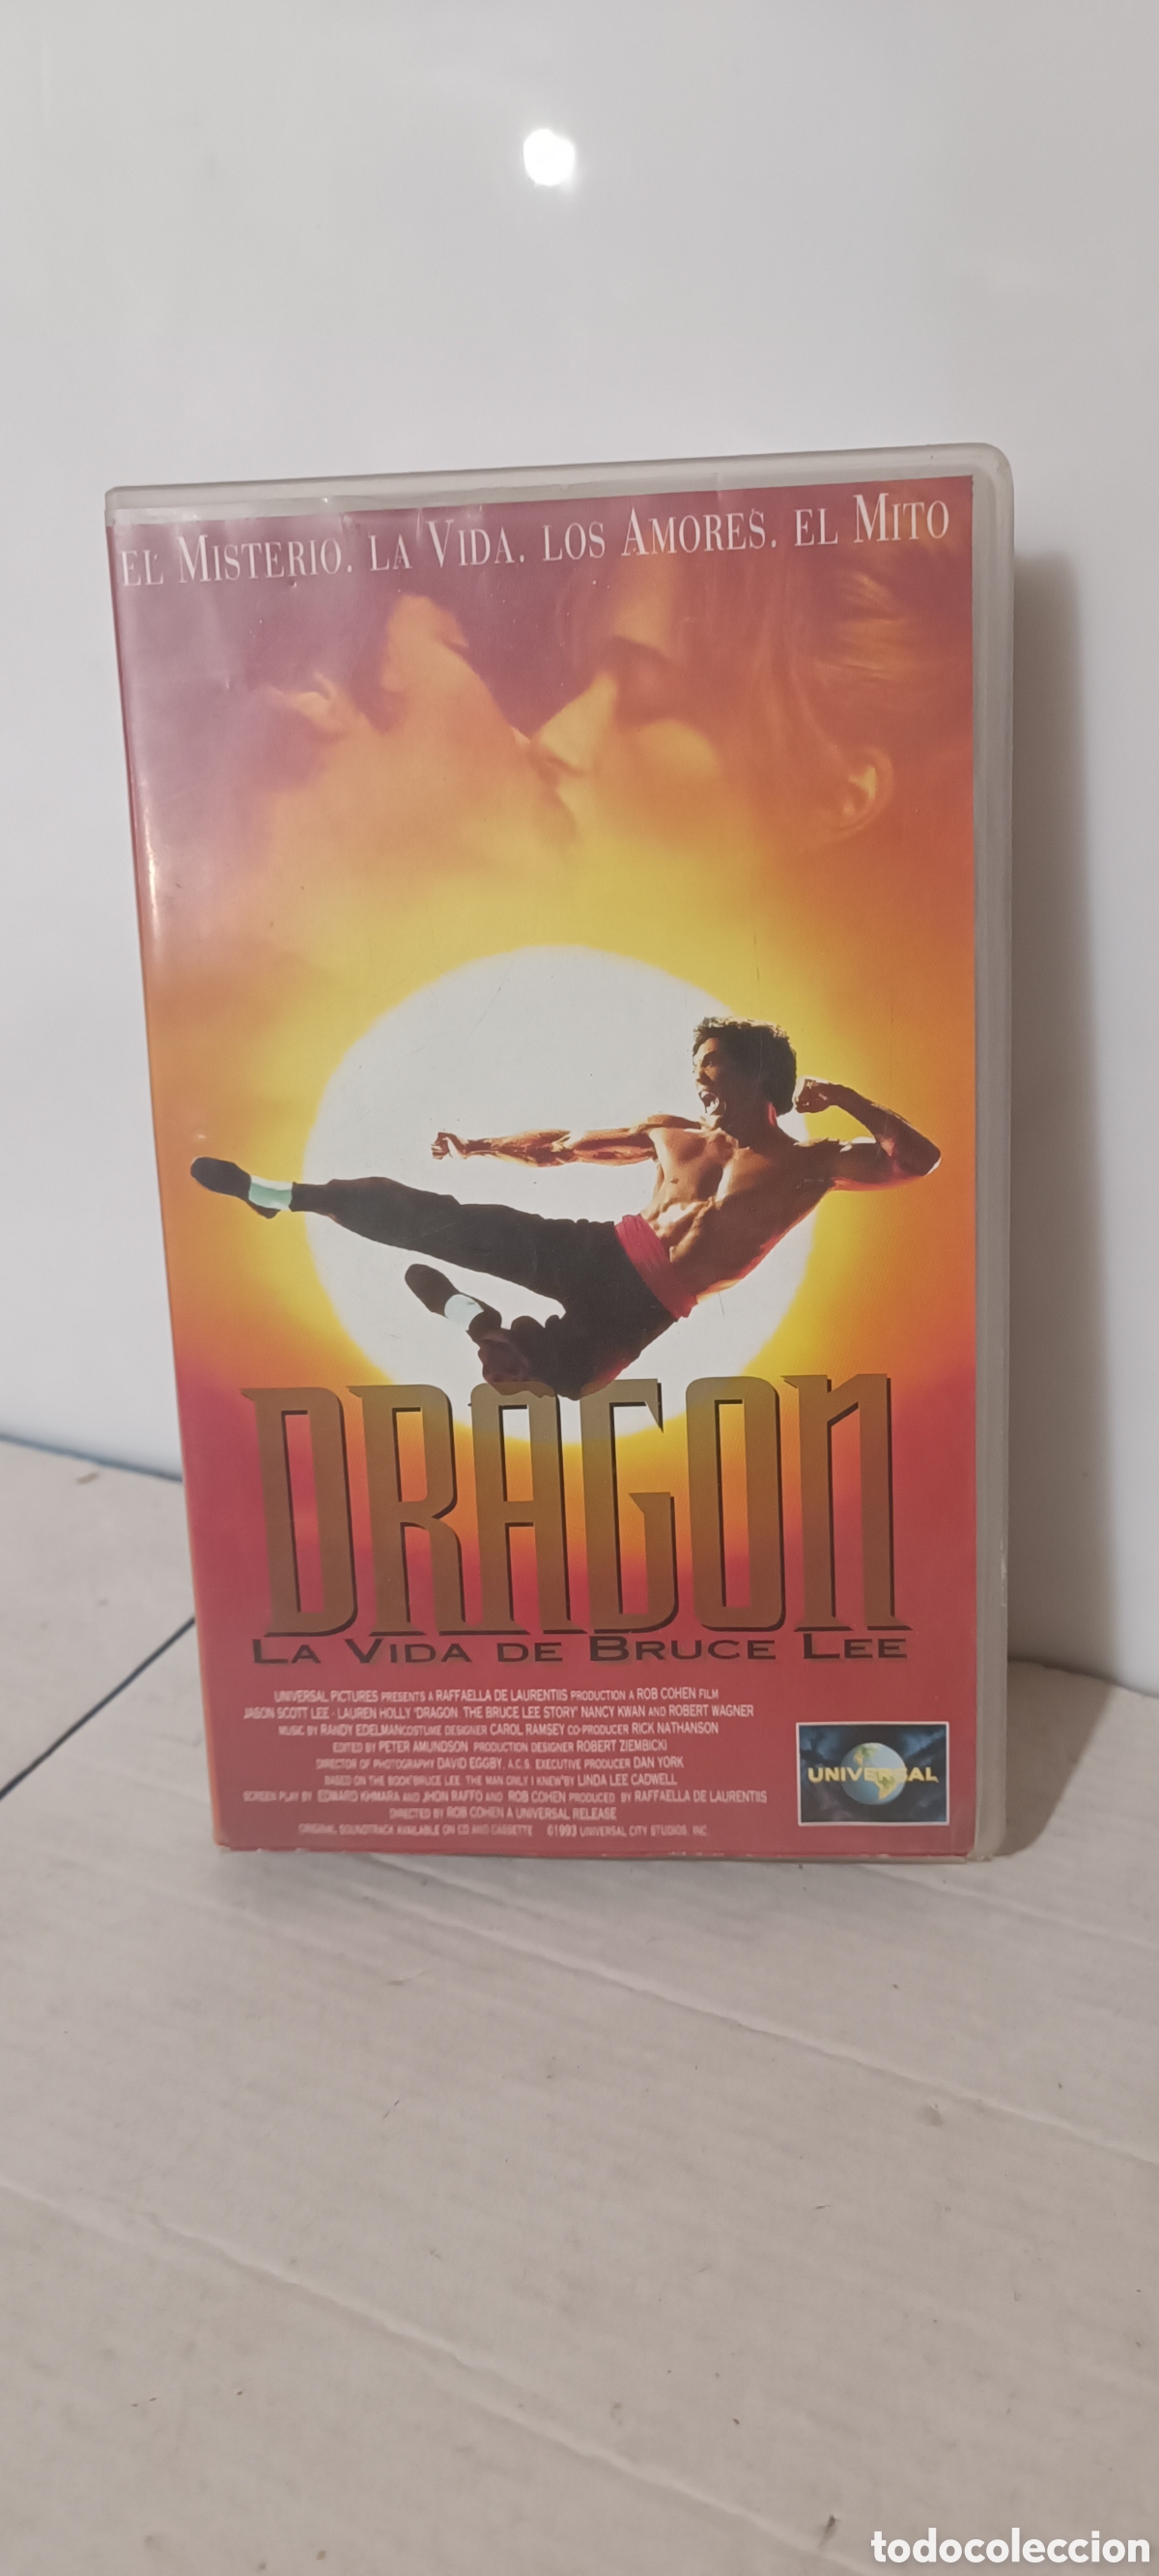 EL MISTERIO. LA VIDA. LOS AMORES. EL MITO
DRAGON
LA VIDA DE BRUCE LEE
UNIVERSAL PICTURES PRESENTS A RAFFAELLA DE LAURENTIIS PRODUCTION A ROB COHEN FILM
JASON SCOTT LEE · LAUREN HOLLY "DRAGON THE BRUCE LEE STORY" NANCY KWAN AND ROBERT WAGNER
MUSIC BY RANDY EDELMANCOSTUME DESIGNER CAROL RAMSEY CO-PRODUCER RICK NATHANSON
EDITED BY PETER AMUNDSON PRODUCTION DESIGNER ROBERT ZIEMBICKI
DIRECTOR OF PHOTOGRAPHY DAVID EGGBY, A.C.S. EXECUTIVE PRODUCER DAN YORK
BASED ON THE BOOK"BRUCE LEE THE MAN ONLY I KNEW"BY LINDA LEE CADWELL
SCREEN PLAY BY EDWARD KHMARA AND JHON RAFFO AND ROB COHEN PRODUCED BY RAFFAELLA DE LAURENTIIS
DIRECTED BY ROB COHEN A UNIVERSAL RELEASE
ORIGINAL SOUNDTRACK AVAILABLE ON CD AND CASSETTE ©1993 UNIVERSAL CITY STUDIOS, INC.
UNIVERSAL
todocoleccion